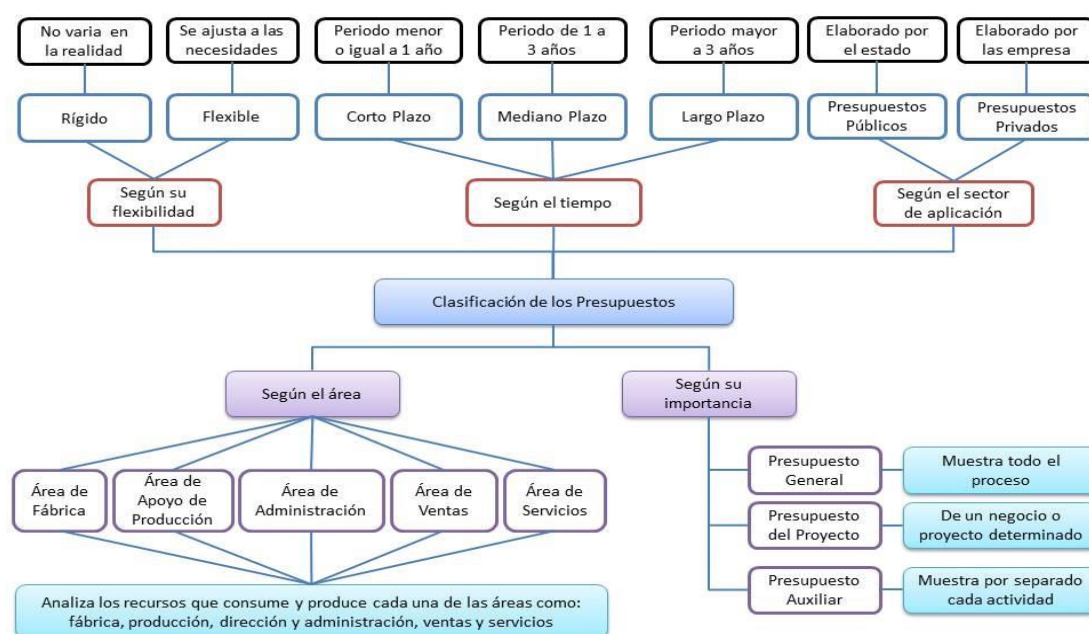 No varia en
la realidad
Se ajusta a las
necesidades
Periodo menor
o igual a 1 año
Periodo de 1 a
3 años
Periodo mayor
a 3 años
Elaborado por
el estado
Elaborado por
las empresa
Rígido
Flexible
Corto Plazo
Mediano Plazo
Largo Plazo
Presupuestos
Públicos
Presupuestos
Privados
Según su
flexibilidad
Según el tiempo
Según el sector
de aplicación
Clasificación de los Presupuestos
Según el área
Según su
importancia
Área de
Fábrica
Área de
Apoyo de
Producción
Área de
Administración
Área de
Ventas
Área de
Servicios
Analiza los recursos que consume y produce cada una de las áreas como:
fábrica, producción, dirección y administración, ventas y servicios
Presupuesto
General
Muestra todo el
proceso
Presupuesto
del Proyecto
De un negocio o
proyecto determinado
Presupuesto
Auxiliar
Muestra por separado
cada actividad